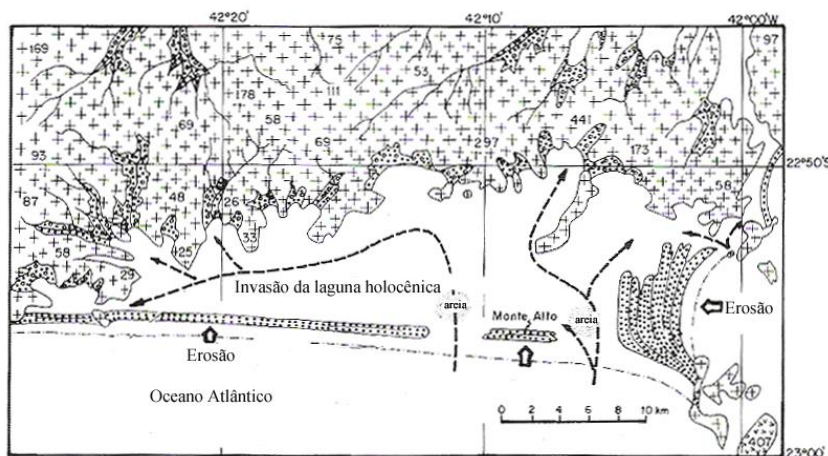 42°20'
42°10'
42°00'W
169
75
97
53
178
111
69
58
441
93
69
297
173
22°50'S
87
48
26
58
33
58
25
29
Invasão da laguna holocênica
areia
Monte Alto
areia
Erosão
Erosão
Oceano Atlântico
0 2 4 6 8 10 km
407
23°00'